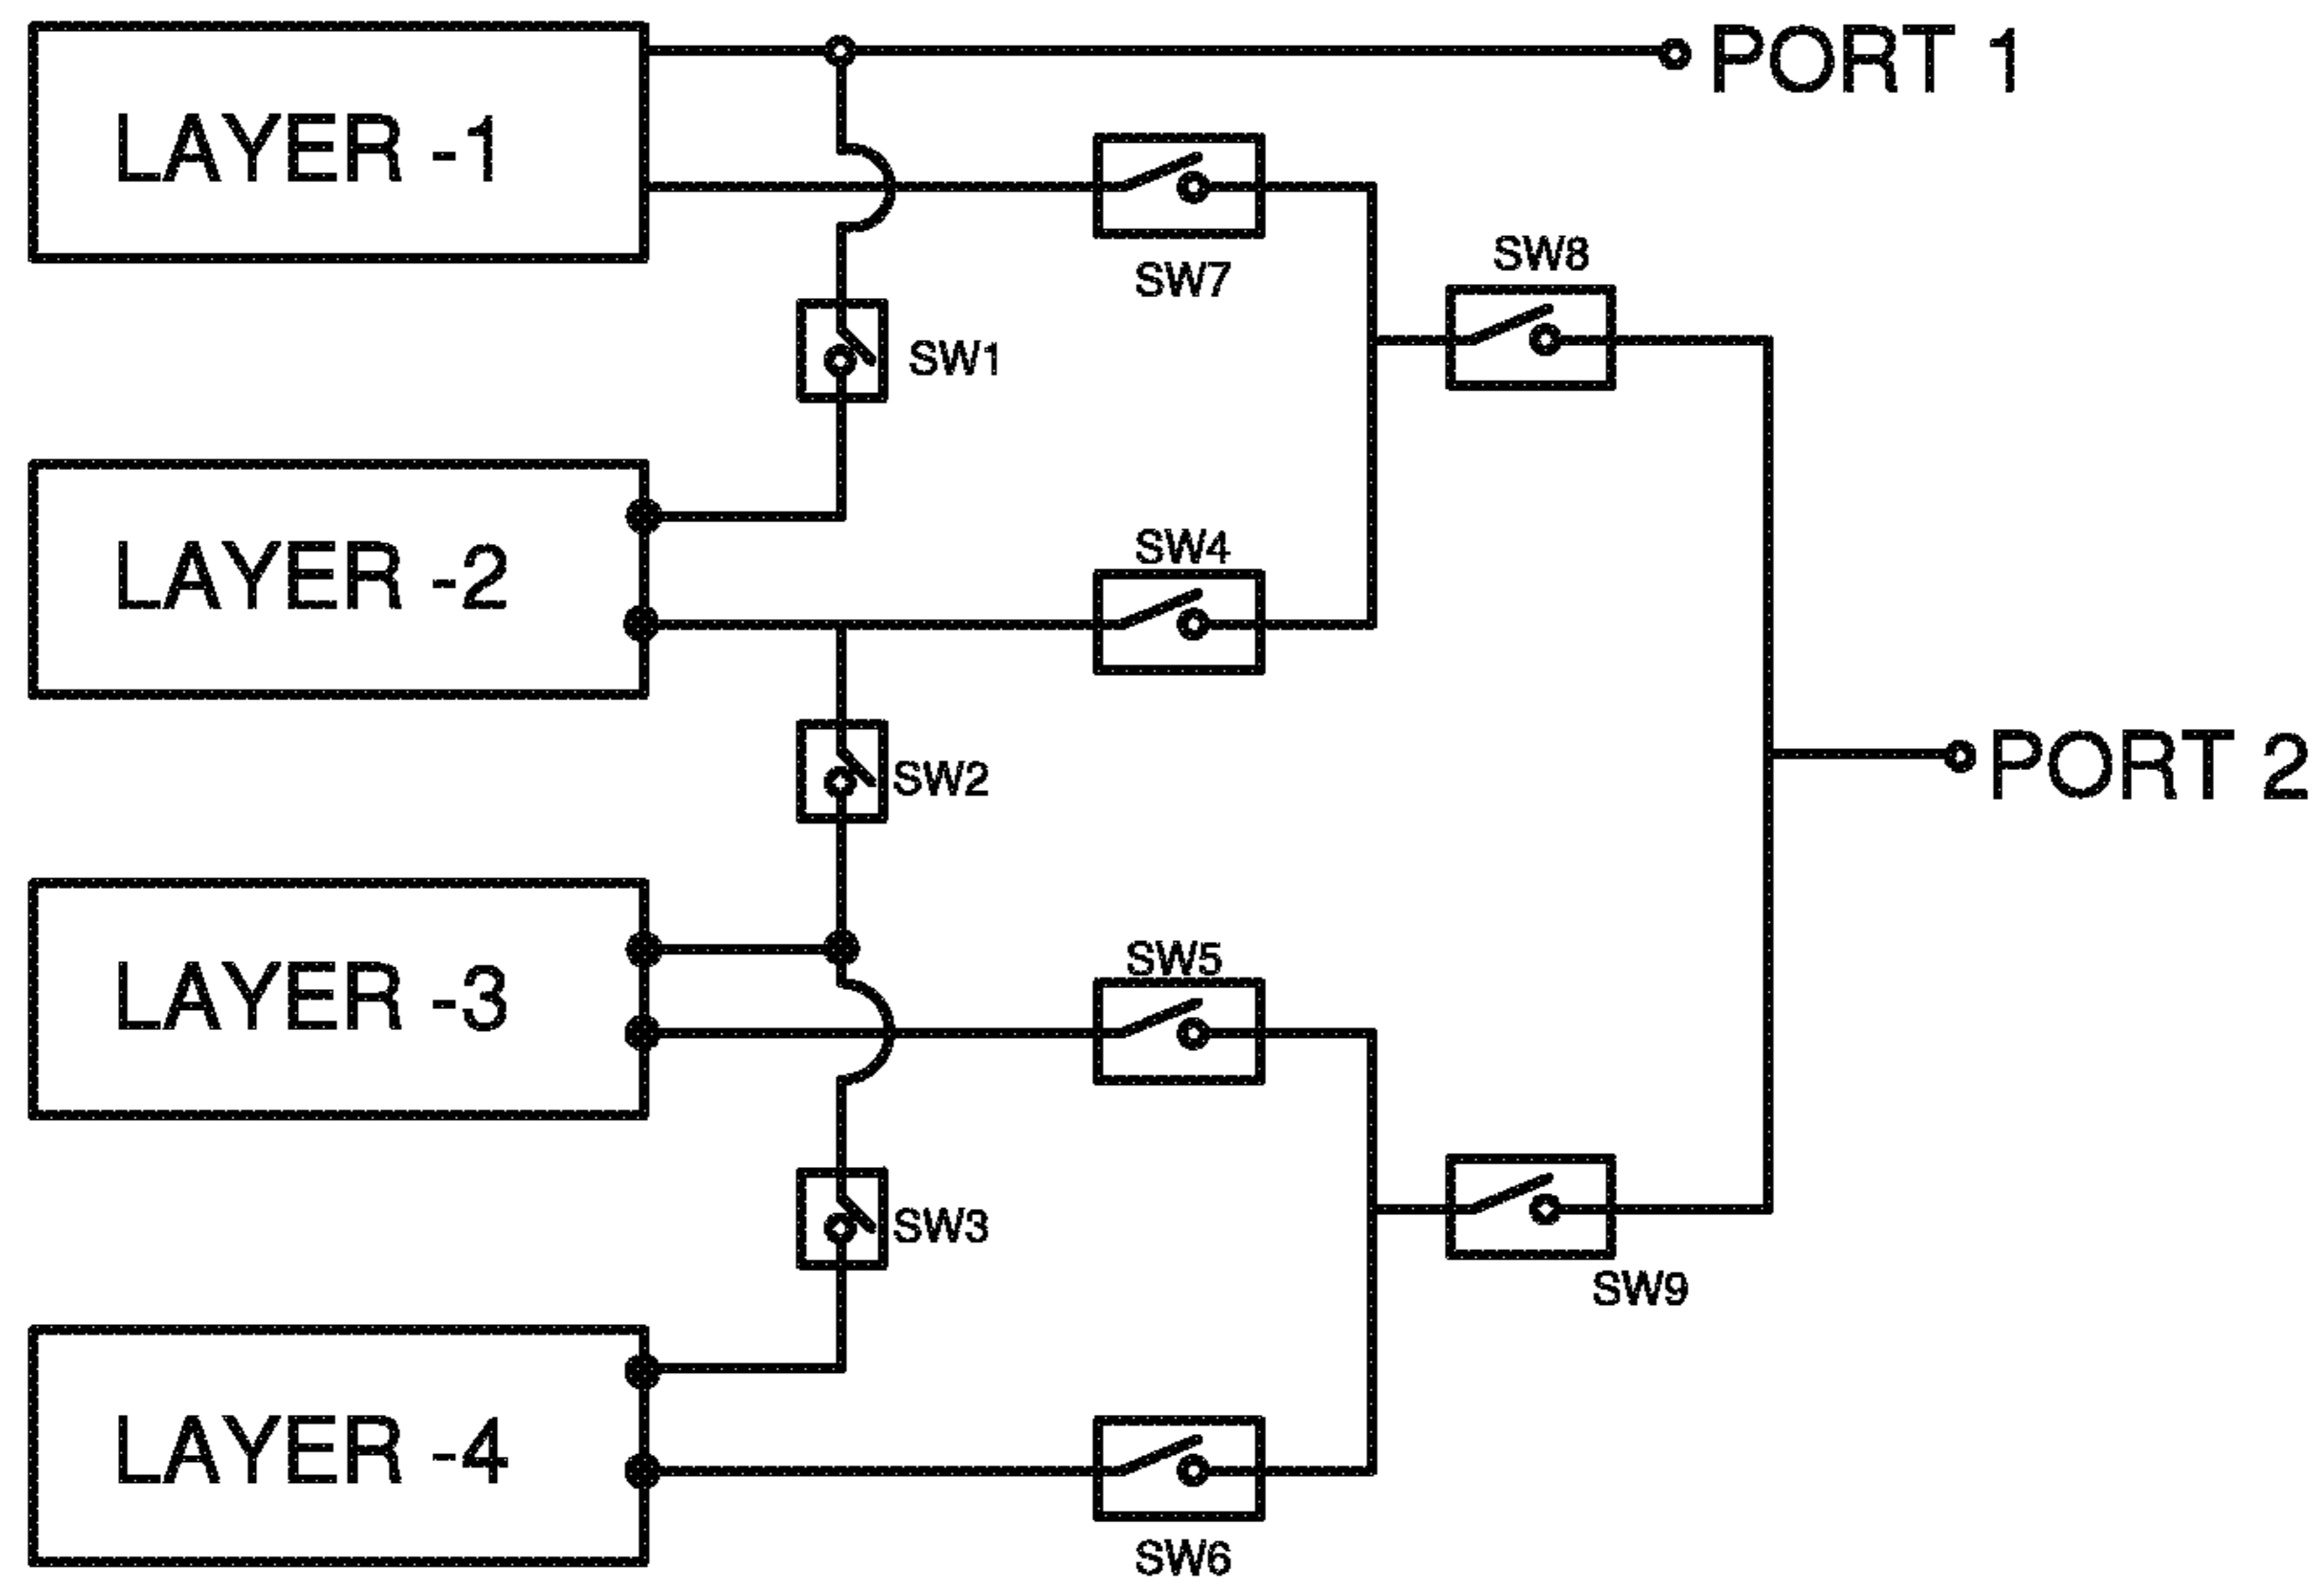 PORT 1
LAYER -1
SW7
SW8
SW1
LAYER -2
SW4
SW2
PORT 2
LAYER -3
SW5
SW3
SW9
LAYER -4
SW6